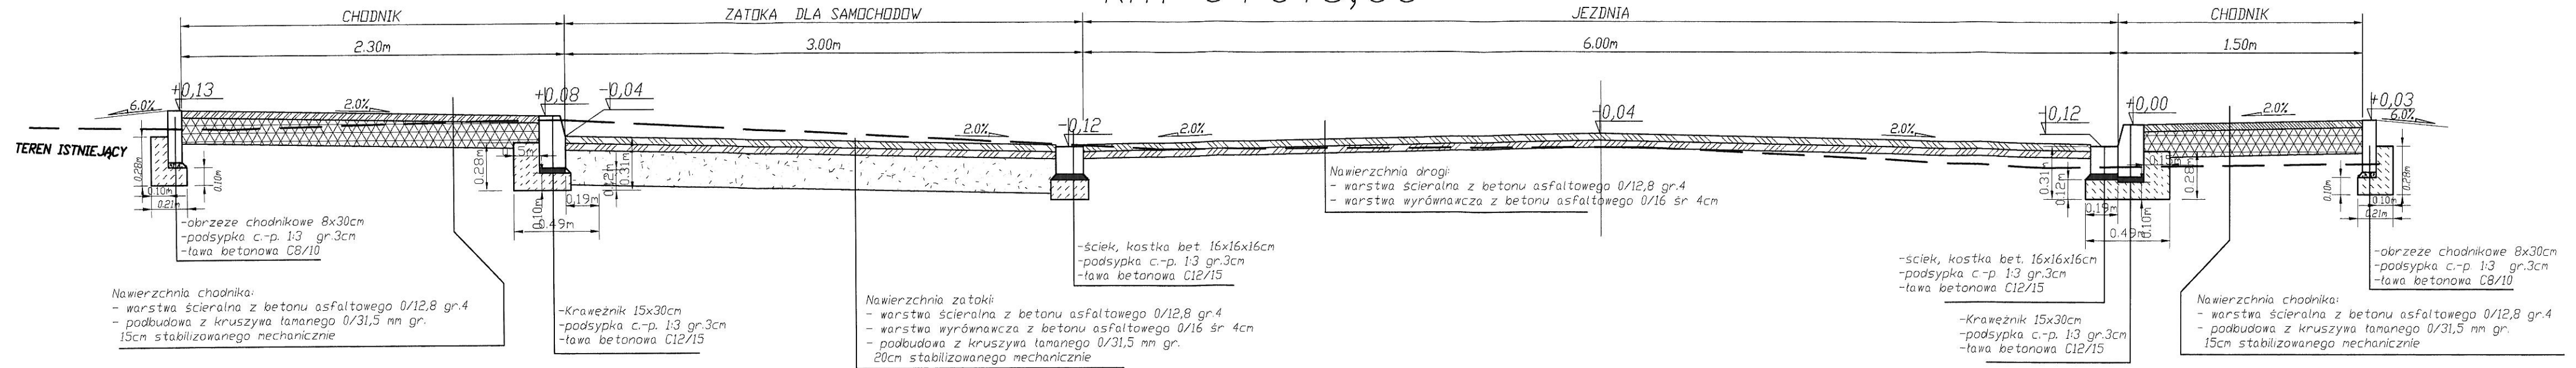 CHODNIK
ZATOKA DLA SAMOCHODOW
JEZDNIA
CHODNIK
2.30m
3.00m
6.00m
1.50m
6.0%
+0,13
2.0%
+0,08
-0,04
2.0%
-0,12
2.0%
-0,04
2.0%
-0,12
+0,00
2.0%
+0,03
6.0%
TEREN ISTNIEJĄCY
0.28m
0.10m
0.10m
0.21m
0.28m
0.12m
0.31m
0.10m
0.19m
0.49m
0.31m
0.12m
0.15m
0.28m
0.19m
0.10m
0.49m
0.10m
0.28m
0.10m
0.21m
-obrzeże chodnikowe 8x30cm
-podsypka c.-p. 1:3 gr.3cm
-ława betonowa C8/10
Nawierzchnia chodnika:
- warstwa ścieralna z betonu asfaltowego 0/12,8 gr.4
- podbudowa z kruszywa łamanego 0/31,5 mm gr.
15cm stabilizowanego mechanicznie
-Krawężnik 15x30cm
-podsypka c.-p. 1:3 gr.3cm
-ława betonowa C12/15
Nawierzchnia zatoki:
- warstwa ścieralna z betonu asfaltowego 0/12,8 gr.4
- warstwa wyrównawcza z betonu asfaltowego 0/16 śr 4cm
- podbudowa z kruszywa łamanego 0/31,5 mm gr.
20cm stabilizowanego mechanicznie
-ściek, kostka bet. 16x16x16cm
-podsypka c.-p. 1:3 gr.3cm
-ława betonowa C12/15
Nawierzchnia drogi:
- warstwa ścieralna z betonu asfaltowego 0/12,8 gr.4
- warstwa wyrównawcza z betonu asfaltowego 0/16 śr 4cm
-ściek, kostka bet. 16x16x16cm
-podsypka c.-p. 1:3 gr.3cm
-ława betonowa C12/15
-Krawężnik 15x30cm
-podsypka c.-p. 1:3 gr.3cm
-ława betonowa C12/15
Nawierzchnia chodnika:
- warstwa ścieralna z betonu asfaltowego 0/12,8 gr.4
- podbudowa z kruszywa łamanego 0/31,5 mm gr.
15cm stabilizowanego mechanicznie
-obrzeże chodnikowe 8x30cm
-podsypka c.-p. 1:3 gr.3cm
-ława betonowa C8/10